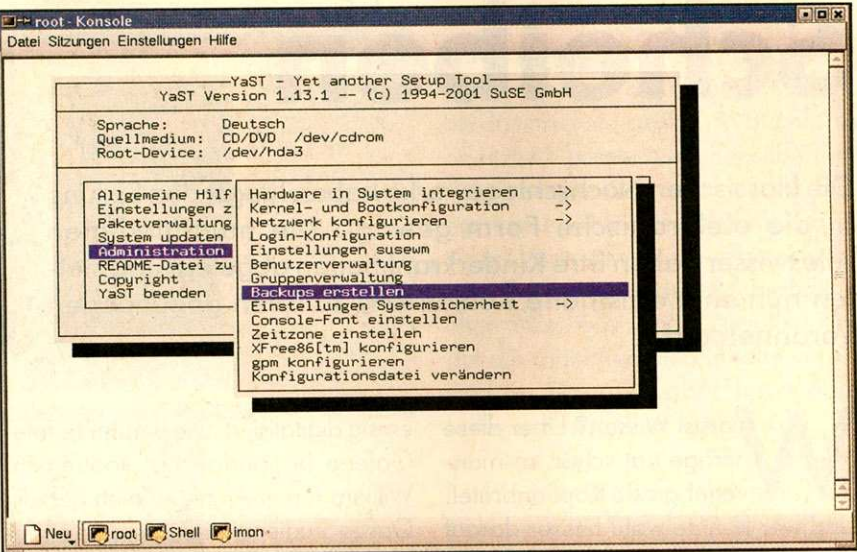 root - Konsole
Datei Sitzungen Einstellungen Hilfe
YaST - Yet another Setup Tool
YaST Version 1.13.1 -- (c) 1994-2001 SuSE GmbH
Sprache: Deutsch
Quellmedium: CD/DVD /dev/cdrom
Root-Device: /dev/hda3
Allgemeine Hilf
Einstellungen z
Paketverwaltung
System updaten
Administration
README-Datei zu
Copyright
YaST beenden
Hardware in System integrieren ->
Kernel- und Bootkonfiguration ->
Netzwerk konfigurieren ->
Login-Konfiguration
Einstellungen susewm
Benutzerverwaltung
Gruppenverwaltung
Backups erstellen
Einstellungen Systemsicherheit ->
Console-Font einstellen
Zeitzone einstellen
XFree86[tm] konfigurieren
gpm konfigurieren
Konfigurationsdatei verändern
Neu root Shell imon